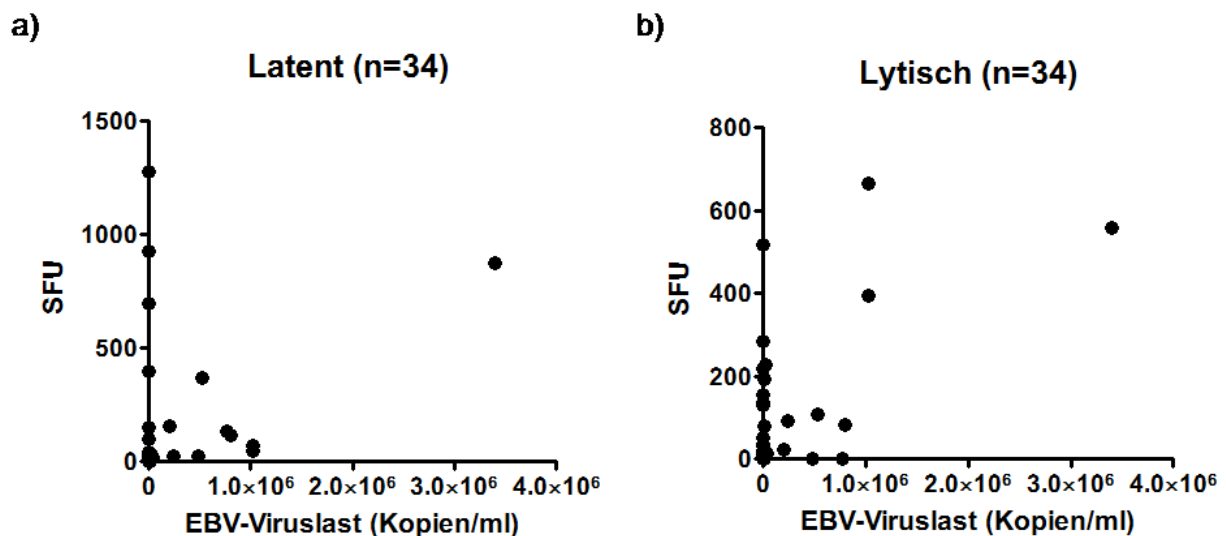 a)
Latent (n=34)
1500
1000
500
0
SFU
0 1.0×10⁶ 2.0×10⁶ 3.0×10⁶ 4.0×10⁶
EBV-Viruslast (Kopien/ml)
b)
Lytisch (n=34)
800
600
400
200
0
SFU
0 1.0×10⁶ 2.0×10⁶ 3.0×10⁶ 4.0×10⁶
EBV-Viruslast (Kopien/ml)